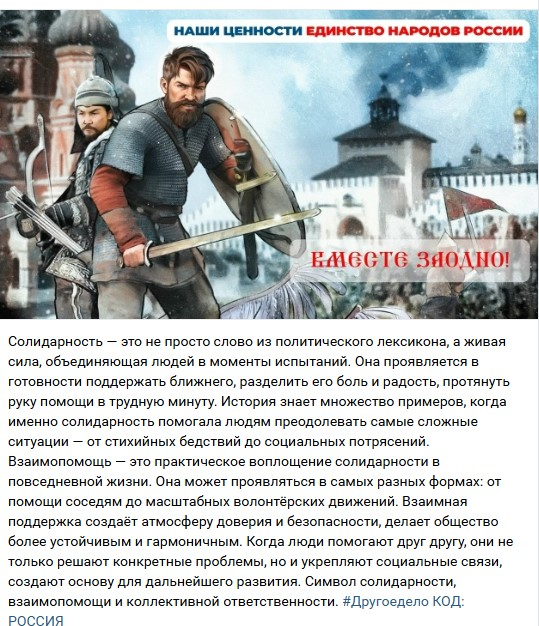 НАШИ ЦЕННОСТИ ЕДИНСТВО НАРОДОВ РОССИИ
ВМЕСТЕ ЗАОДНО!
Солидарность — это не просто слово из политического лексикона, а живая
сила, объединяющая людей в моменты испытаний. Она проявляется в
готовности поддержать ближнего, разделить его боль и радость, протянуть
руку помощи в трудную минуту. История знает множество примеров, когда
именно солидарность помогала людям преодолевать самые сложные
ситуации — от стихийных бедствий до социальных потрясений.
Взаимопомощь — это практическое воплощение солидарности в
повседневной жизни. Она может проявляться в самых разных формах: от
помощи соседям до масштабных волонтёрских движений. Взаимная
поддержка создаёт атмосферу доверия и безопасности, делает общество
более устойчивым и гармоничным. Когда люди помогают друг другу, они не
только решают конкретные проблемы, но и укрепляют социальные связи,
создают основу для дальнейшего развития. Символ солидарности,
взаимопомощи и коллективной ответственности. #Другоедело КОД:
РОССИЯ